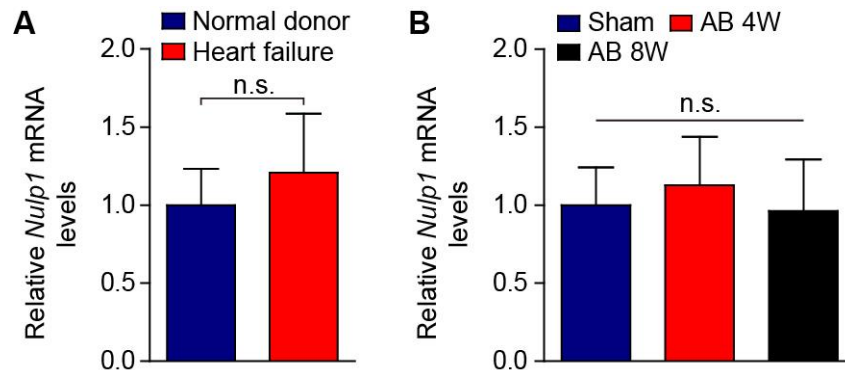 A
Normal donor
Heart failure
Relative Nulp1 mRNA
levels
2.0
1.5
1.0
0.5
0.0
n.s.
B
Sham AB 4W
AB 8W
Relative Nulp1 mRNA
levels
2.0
1.5
1.0
0.5
0.0
n.s.